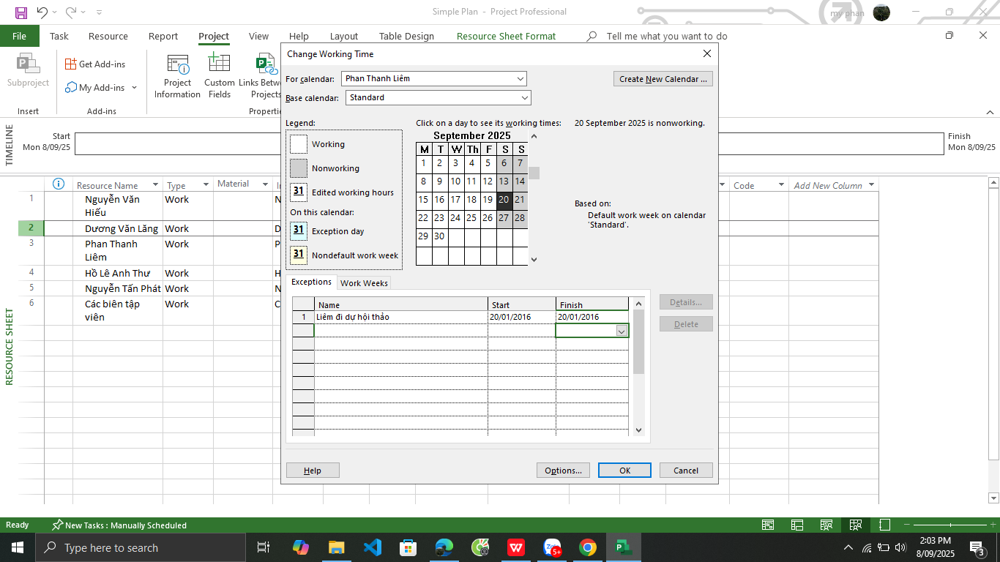 Simple Plan - Project Professional
my phan
File Task Resource Report Project View Help Layout Table Design Resource Sheet Format Tell me what you want to do
Subproject
Insert
Get Add-ins
My Add-ins
Add-ins
Project Information
Custom Fields
Links Betwe
Projects
Properti
TIMELINE
Start
Mon 8/09/25
Finish
Mon 8/09/25
RESOURCE SHEET
Resource Name Type Material
Code Add New Column
1 Nguyễn Văn Hiếu Work N
2 Dương Văn Lăng Work D
3 Phan Thanh Liêm Work P
4 Hồ Lê Anh Thư Work H
5 Nguyễn Tấn Phát Work N
6 Các biên tập viên Work C
Change Working Time
For calendar: Phan Thanh Liêm
Create New Calendar ...
Base calendar: Standard
Legend:
Working
Nonworking
31 Edited working hours
On this calendar:
31 Exception day
31 Nondefault work week
Click on a day to see its working times:
September 2025
M T W Th F S S
1 2 3 4 5 6 7
8 9 10 11 12 13 14
15 16 17 18 19 20 21
22 23 24 25 26 27 28
29 30
20 September 2025 is nonworking.
Based on:
Default work week on calendar
'Standard'.
Exceptions Work Weeks
Name Start Finish
1 Liêm đi dự hội thảo 20/01/2016 20/01/2016
Details...
Delete
Help
Options...
OK
Cancel
Ready New Tasks : Manually Scheduled
Type here to search
5+
2:03 PM
8/09/2025
3